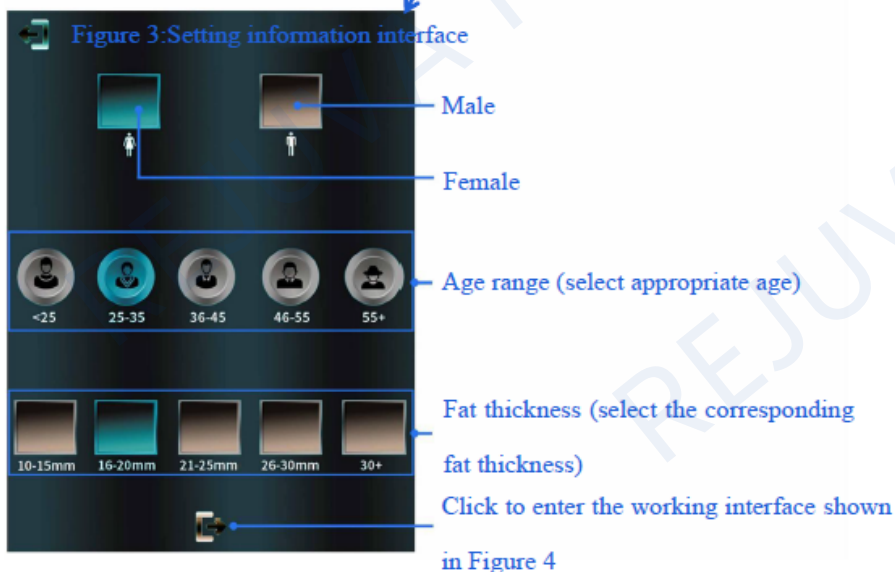 Figure 3:Setting information interface
Male
Female
<25 25-35 36-45 46-55 55+
Age range (select appropriate age)
10-15mm 16-20mm 21-25mm 26-30mm 30+
Fat thickness (select the corresponding
fat thickness)
Click to enter the working interface shown
in Figure 4